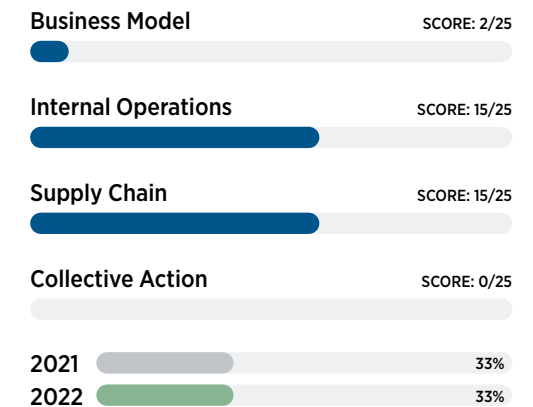 Business Model SCORE: 2/25
Internal Operations SCORE: 15/25
Supply Chain SCORE: 15/25
Collective Action SCORE: 0/25
2021 33%
2022 33%